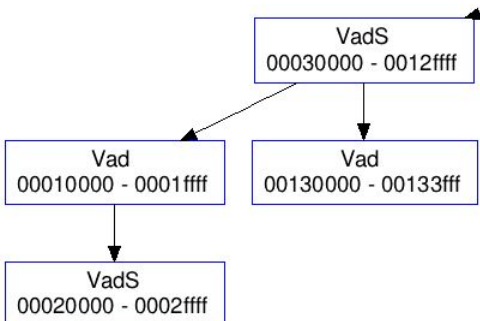 VadS
00030000 - 0012ffff
Vad
00010000 - 0001ffff
Vad
00130000 - 00133fff
VadS
00020000 - 0002ffff